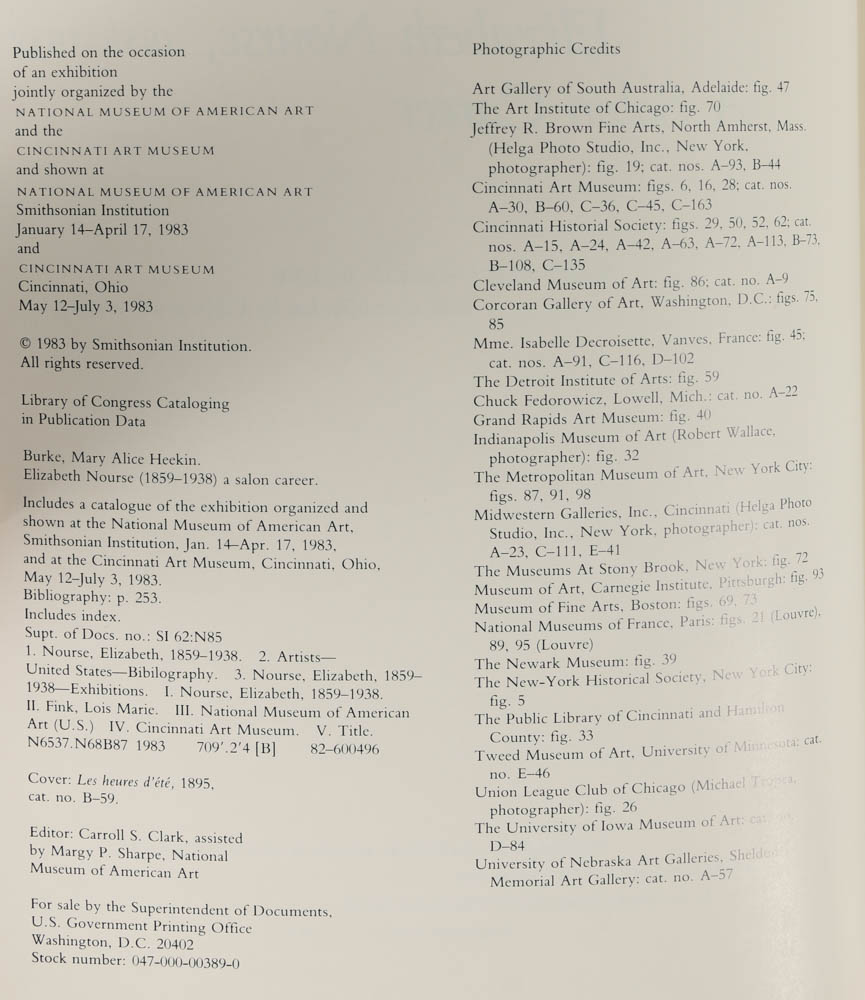 Published on the occasion
of an exhibition
jointly organized by the
NATIONAL MUSEUM OF AMERICAN ART
and the
CINCINNATI ART MUSEUM
and shown at
NATIONAL MUSEUM OF AMERICAN ART
Smithsonian Institution
January 14–April 17, 1983
and
CINCINNATI ART MUSEUM
Cincinnati, Ohio
May 12–July 3, 1983
© 1983 by Smithsonian Institution.
All rights reserved.
Library of Congress Cataloging
in Publication Data
Burke, Mary Alice Heekin.
Elizabeth Nourse (1859–1938) a salon career.
Includes a catalogue of the exhibition organized and
shown at the National Museum of American Art,
Smithsonian Institution, Jan. 14–Apr. 17, 1983,
and at the Cincinnati Art Museum, Cincinnati, Ohio,
May 12–July 3, 1983.
Bibliography: p. 253.
Includes index.
Supt. of Docs. no.: SI 62:N85
1. Nourse, Elizabeth, 1859–1938. 2. Artists—
United States—Bibilography. 3. Nourse, Elizabeth, 1859–
1938—Exhibitions. I. Nourse, Elizabeth, 1859–1938.
II. Fink, Lois Marie. III. National Museum of American
Art (U.S.) IV. Cincinnati Art Museum. V. Title.
N6537.N68B87 1983 709'.2'4 [B] 82–600496
Cover: Les heures d'été, 1895,
cat. no. B–59.
Editor: Carroll S. Clark, assisted
by Margy P. Sharpe, National
Museum of American Art
For sale by the Superintendent of Documents,
U.S. Government Printing Office
Washington, D.C. 20402
Stock number: 047-000-00389-0
Photographic Credits
Art Gallery of South Australia, Adelaide: fig. 47
The Art Institute of Chicago: fig. 70
Jeffrey R. Brown Fine Arts, North Amherst, Mass.
(Helga Photo Studio, Inc., New York,
photographer): fig. 19; cat. nos. A–93, B–44
Cincinnati Art Museum: figs. 6, 16, 28; cat. nos.
A–30, B–60, C–36, C–45, C–163
Cincinnati Historical Society: figs. 29, 50, 52, 62; cat.
nos. A–15, A–24, A–42, A–63, A–72, A–113, B–73,
B–108, C–135
Cleveland Museum of Art: fig. 86; cat. no. A–9
Corcoran Gallery of Art, Washington, D.C.: figs. 75,
85
Mme. Isabelle Decroisette, Vanves, France: fig. 45;
cat. nos. A–91, C–116, D–102
The Detroit Institute of Arts: fig. 59
Chuck Fedorowicz, Lowell, Mich.: cat. no. A–22
Grand Rapids Art Museum: fig. 40
Indianapolis Museum of Art (Robert Wallace,
photographer): fig. 32
The Metropolitan Museum of Art, New York City:
figs. 87, 91, 98
Midwestern Galleries, Inc., Cincinnati (Helga Photo
Studio, Inc., New York, photographer): cat. nos.
A–23, C–111, E–41
The Museums At Stony Brook, New York: fig. 72
Museum of Art, Carnegie Institute, Pittsburgh: fig. 93
Museum of Fine Arts, Boston: figs. 69, 73
National Museums of France, Paris: figs. 21 (Louvre),
89, 95 (Louvre)
The Newark Museum: fig. 39
The New-York Historical Society, New York City:
fig. 5
The Public Library of Cincinnati and Hamilton
County: fig. 33
Tweed Museum of Art, University of Minnesota: cat.
no. E–46
Union League Club of Chicago (Michael
photographer): fig. 26
The University of Iowa Museum of Art: cat. no.
D–84
University of Nebraska Art Galleries, Sheldon
Memorial Art Gallery: cat. no. A–57